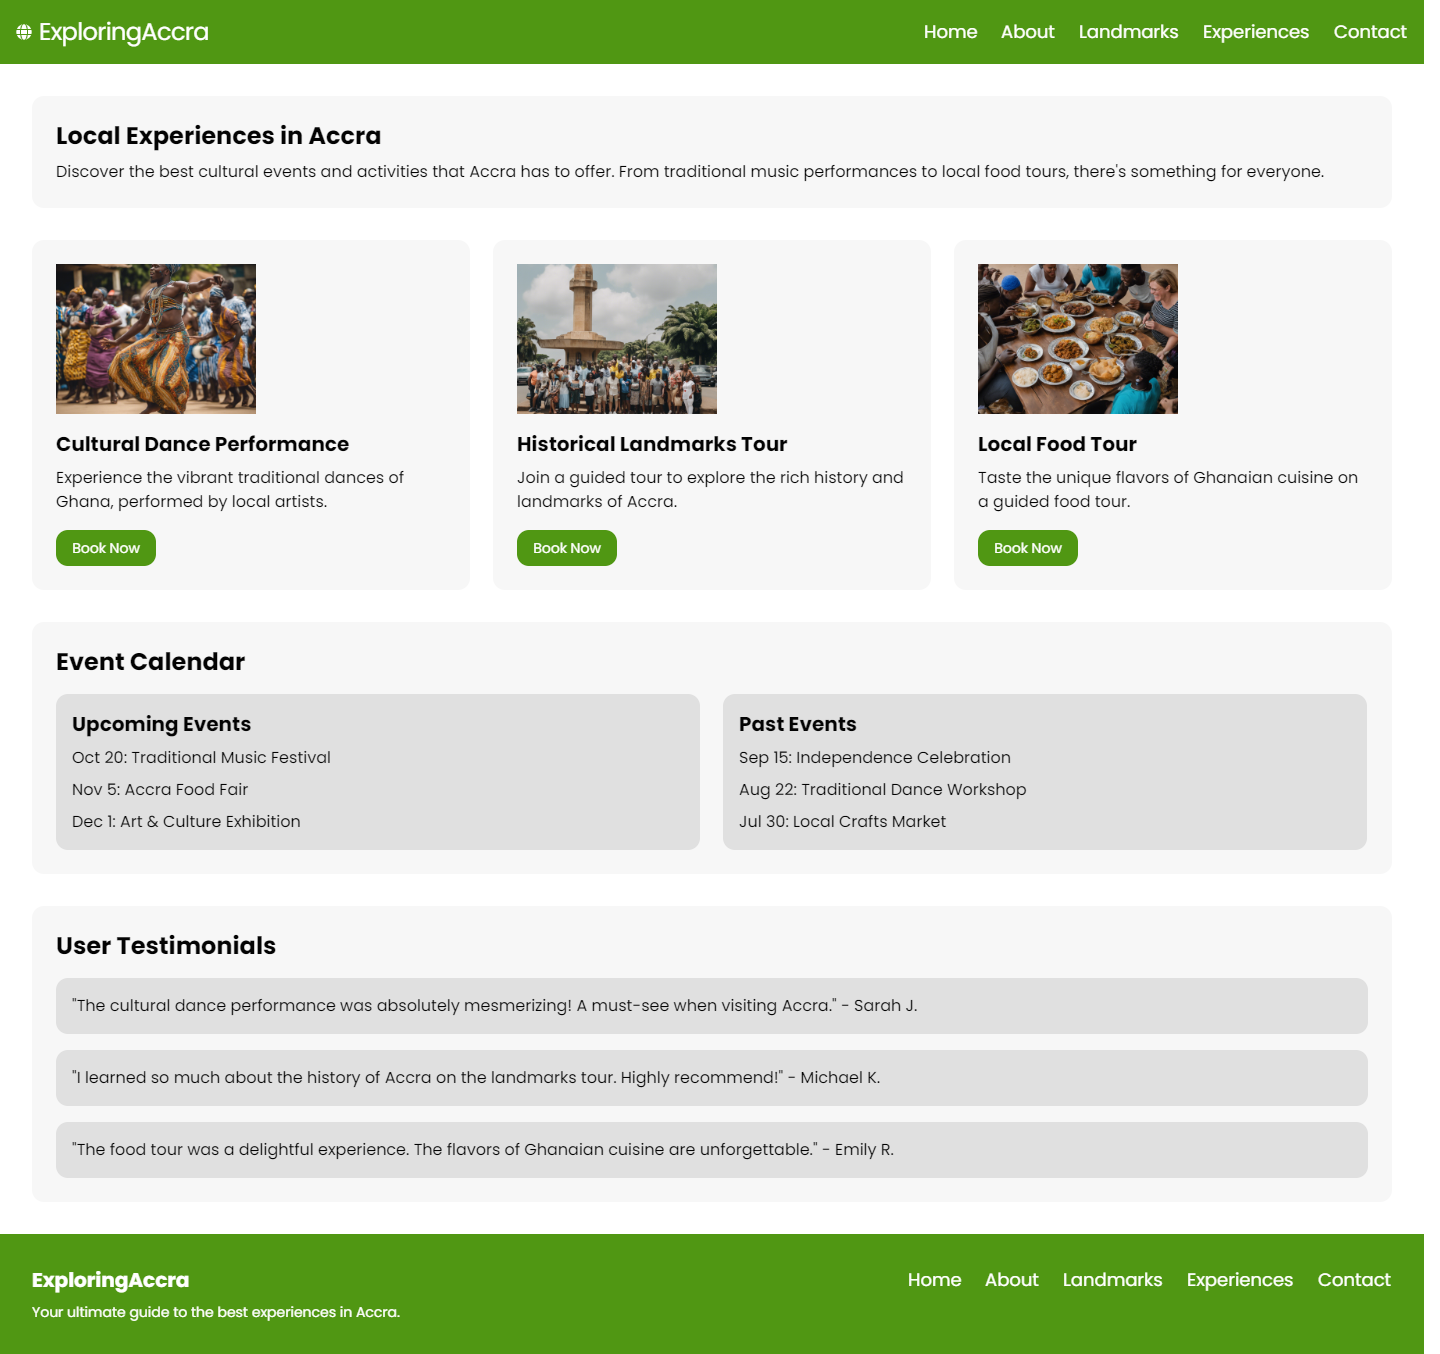 ExploringAccra
Home About Landmarks Experiences Contact
Local Experiences in Accra
Discover the best cultural events and activities that Accra has to offer. From traditional music performances to local food tours, there's something for everyone.
Cultural Dance Performance
Experience the vibrant traditional dances of
Ghana, performed by local artists.
Book Now
Historical Landmarks Tour
Join a guided tour to explore the rich history and
landmarks of Accra.
Book Now
Local Food Tour
Taste the unique flavors of Ghanaian cuisine on
a guided food tour.
Book Now
Event Calendar
Upcoming Events
Oct 20: Traditional Music Festival
Nov 5: Accra Food Fair
Dec 1: Art & Culture Exhibition
Past Events
Sep 15: Independence Celebration
Aug 22: Traditional Dance Workshop
Jul 30: Local Crafts Market
User Testimonials
"The cultural dance performance was absolutely mesmerizing! A must-see when visiting Accra." - Sarah J.
"I learned so much about the history of Accra on the landmarks tour. Highly recommend!" - Michael K.
"The food tour was a delightful experience. The flavors of Ghanaian cuisine are unforgettable." - Emily R.
ExploringAccra
Your ultimate guide to the best experiences in Accra.
Home About Landmarks Experiences Contact